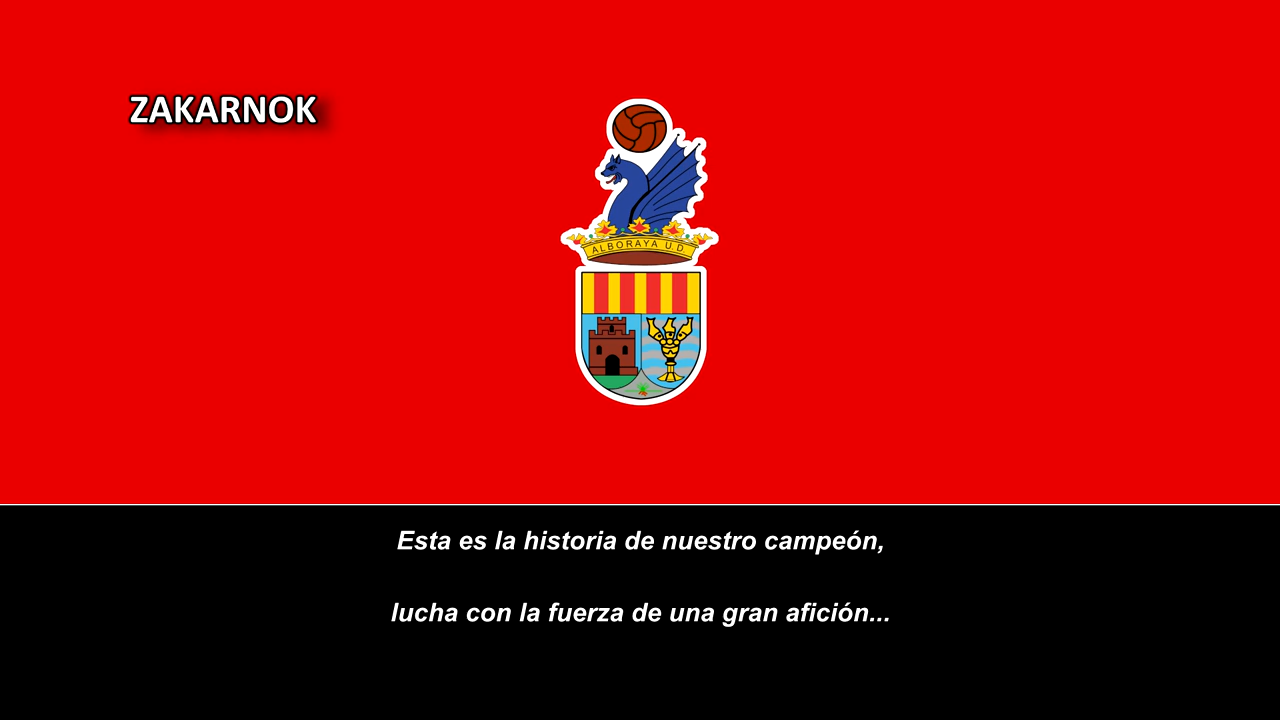 ZAKARNOK
ALBORAYA U.D.
Esta es la historia de nuestro campeón,
lucha con la fuerza de una gran afición...